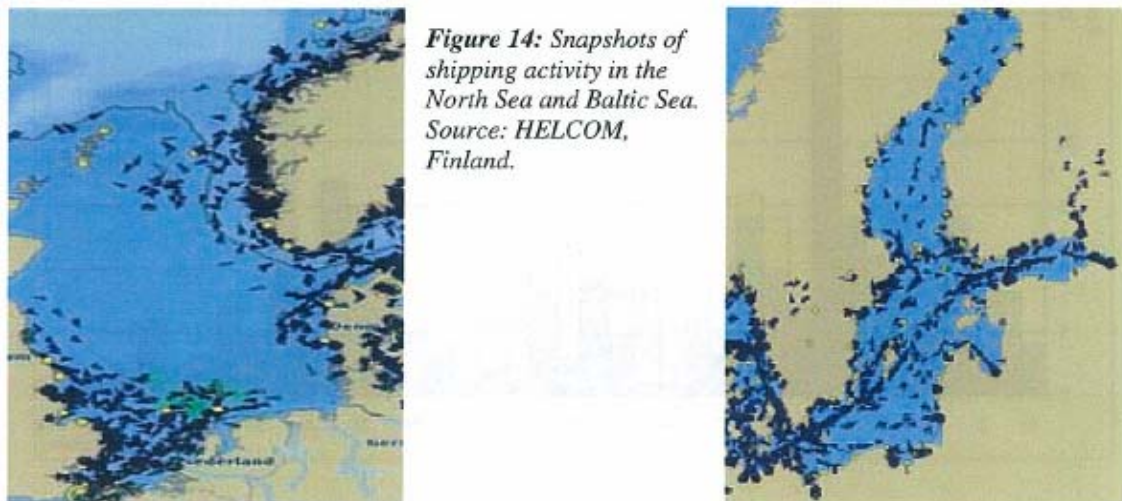 Figure 14: Snapshots of
shipping activity in the
North Sea and Baltic Sea.
Source: HELCOM,
Finland.